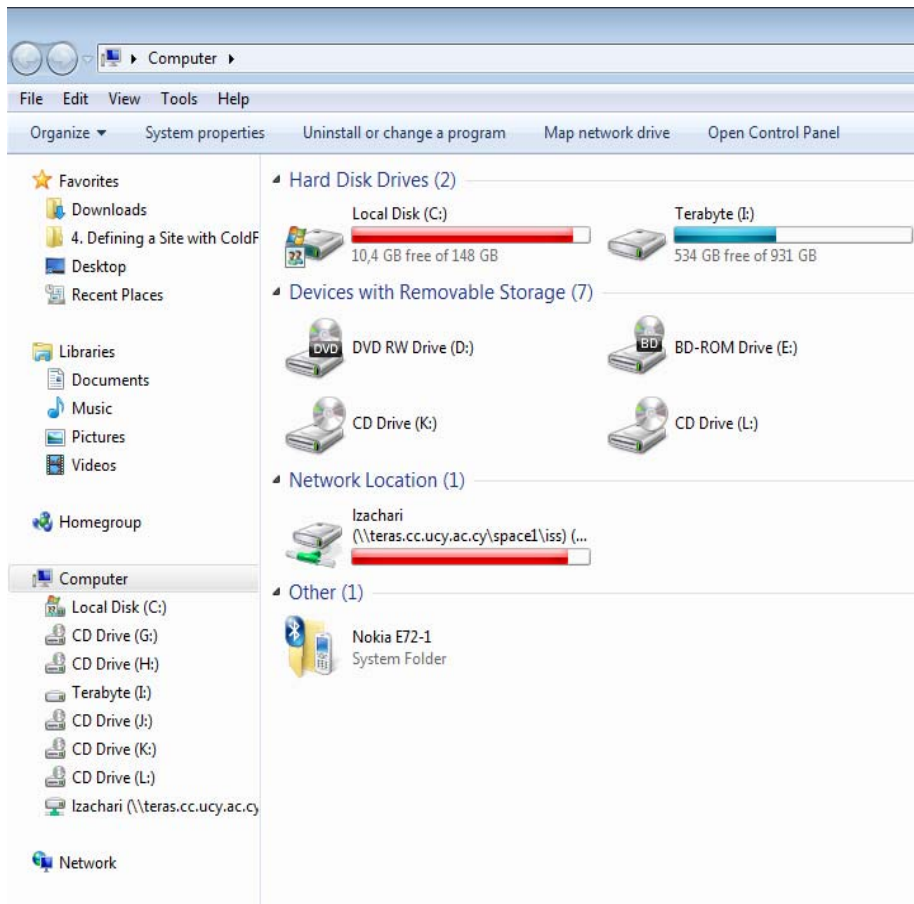 Computer
File Edit View Tools Help
Organize System properties Uninstall or change a program Map network drive Open Control Panel
Favorites
Downloads
4. Defining a Site with ColdF
Desktop
Recent Places
Libraries
Documents
Music
Pictures
Videos
Homegroup
Computer
Local Disk (C:)
CD Drive (G:)
CD Drive (H:)
Terabyte (I:)
CD Drive (J:)
CD Drive (K:)
CD Drive (L:)
lzachari (\\teras.cc.ucy.ac.cy
Network
Hard Disk Drives (2)
Local Disk (C:)
10,4 GB free of 148 GB
Terabyte (I:)
534 GB free of 931 GB
Devices with Removable Storage (7)
DVD
DVD RW Drive (D:)
BD
BD-ROM Drive (E:)
CD Drive (K:)
CD Drive (L:)
Network Location (1)
lzachari
(\\teras.cc.ucy.ac.cy\space1\iss) (...
Other (1)
Nokia E72-1
System Folder